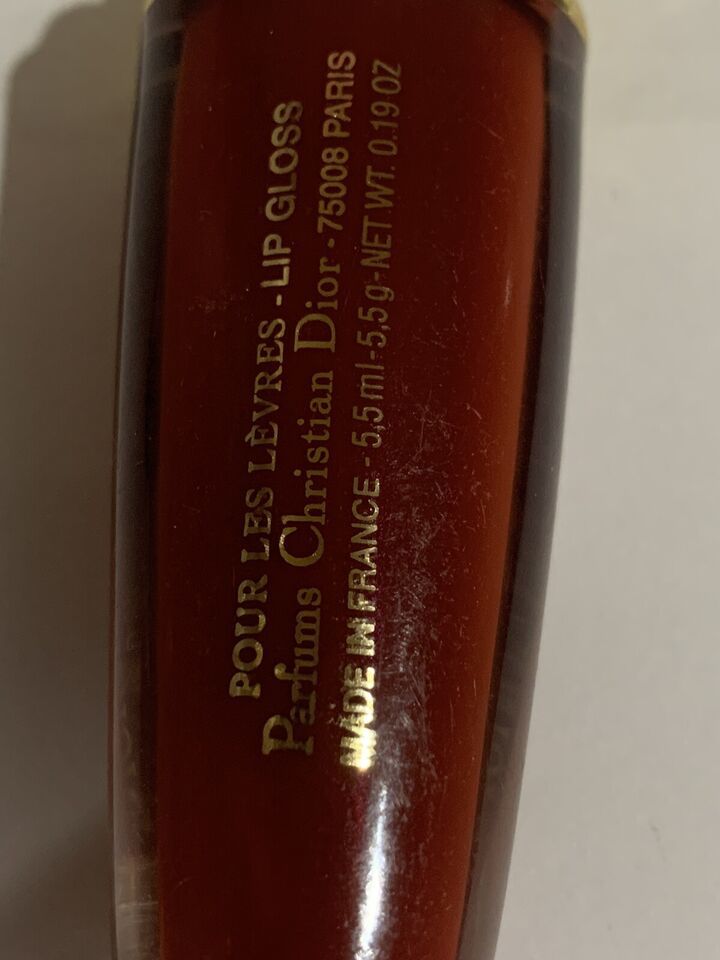 POUR LES LÈVRES - LIP GLOSS
Parfums Christian Dior - 75008 PARIS
MADE IN FRANCE - 5,5 ml - 5,5 g - NET WT. 0.19 OZ